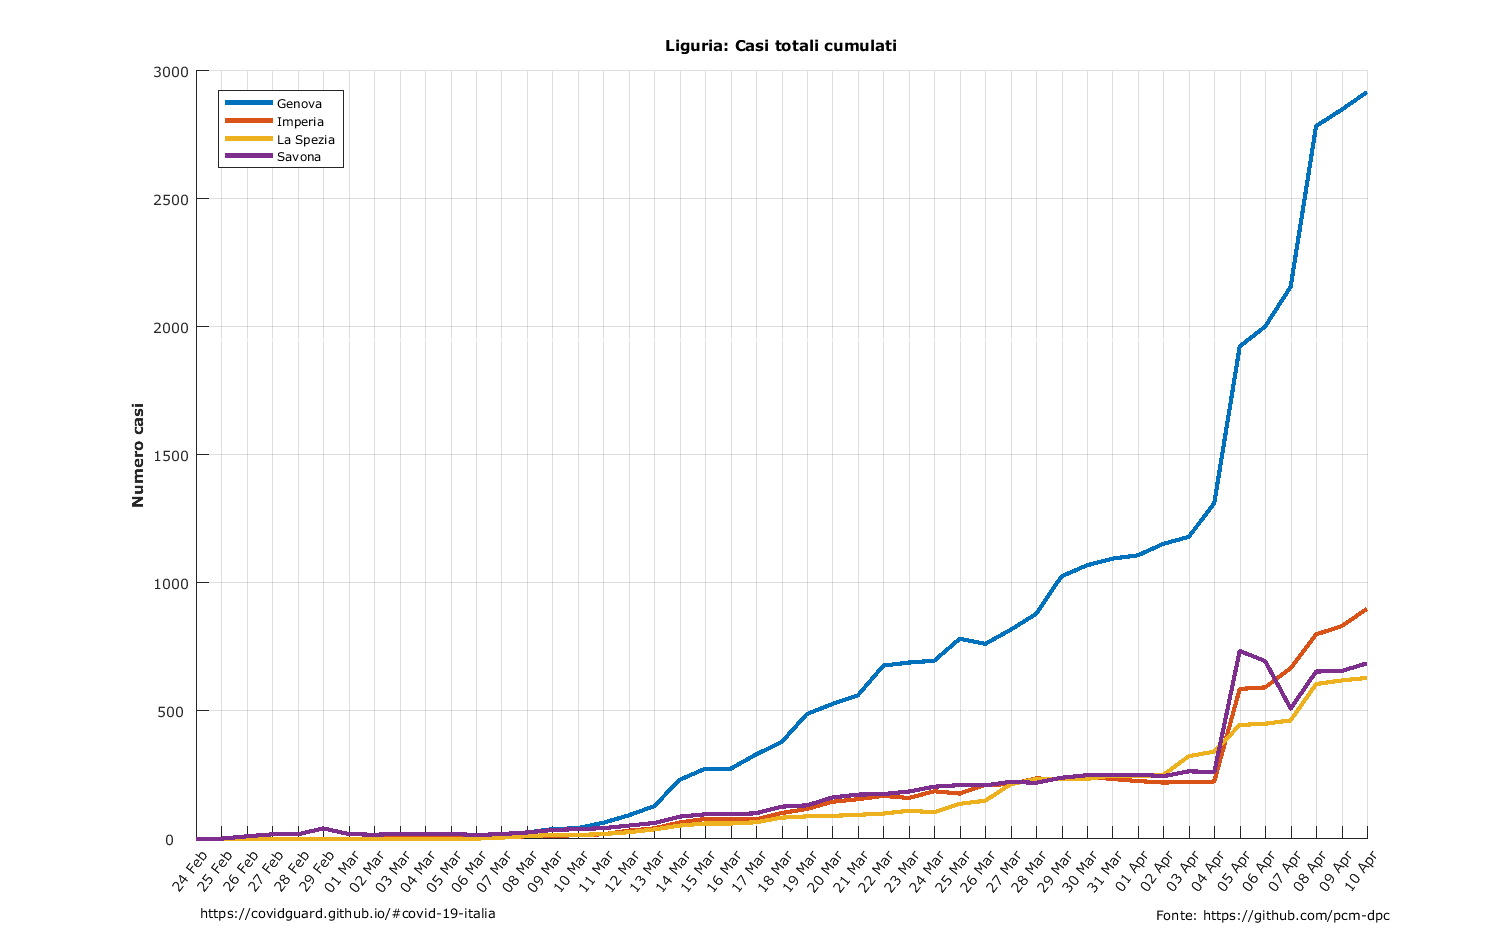 Liguria: Casi totali cumulati
3000
2500
2000
1500
1000
500
0
Numero casi
Genova
Imperia
La Spezia
Savona
24 Feb
25 Feb
26 Feb
27 Feb
28 Feb
29 Feb
01 Mar
02 Mar
03 Mar
04 Mar
05 Mar
06 Mar
07 Mar
08 Mar
09 Mar
10 Mar
11 Mar
12 Mar
13 Mar
14 Mar
15 Mar
16 Mar
17 Mar
18 Mar
19 Mar
20 Mar
21 Mar
22 Mar
23 Mar
24 Mar
25 Mar
26 Mar
27 Mar
28 Mar
29 Mar
30 Mar
31 Mar
01 Apr
02 Apr
03 Apr
04 Apr
05 Apr
06 Apr
07 Apr
08 Apr
09 Apr
10 Apr
https://covidguard.github.io/#covid-19-italia
Fonte: https://github.com/pcm-dpc